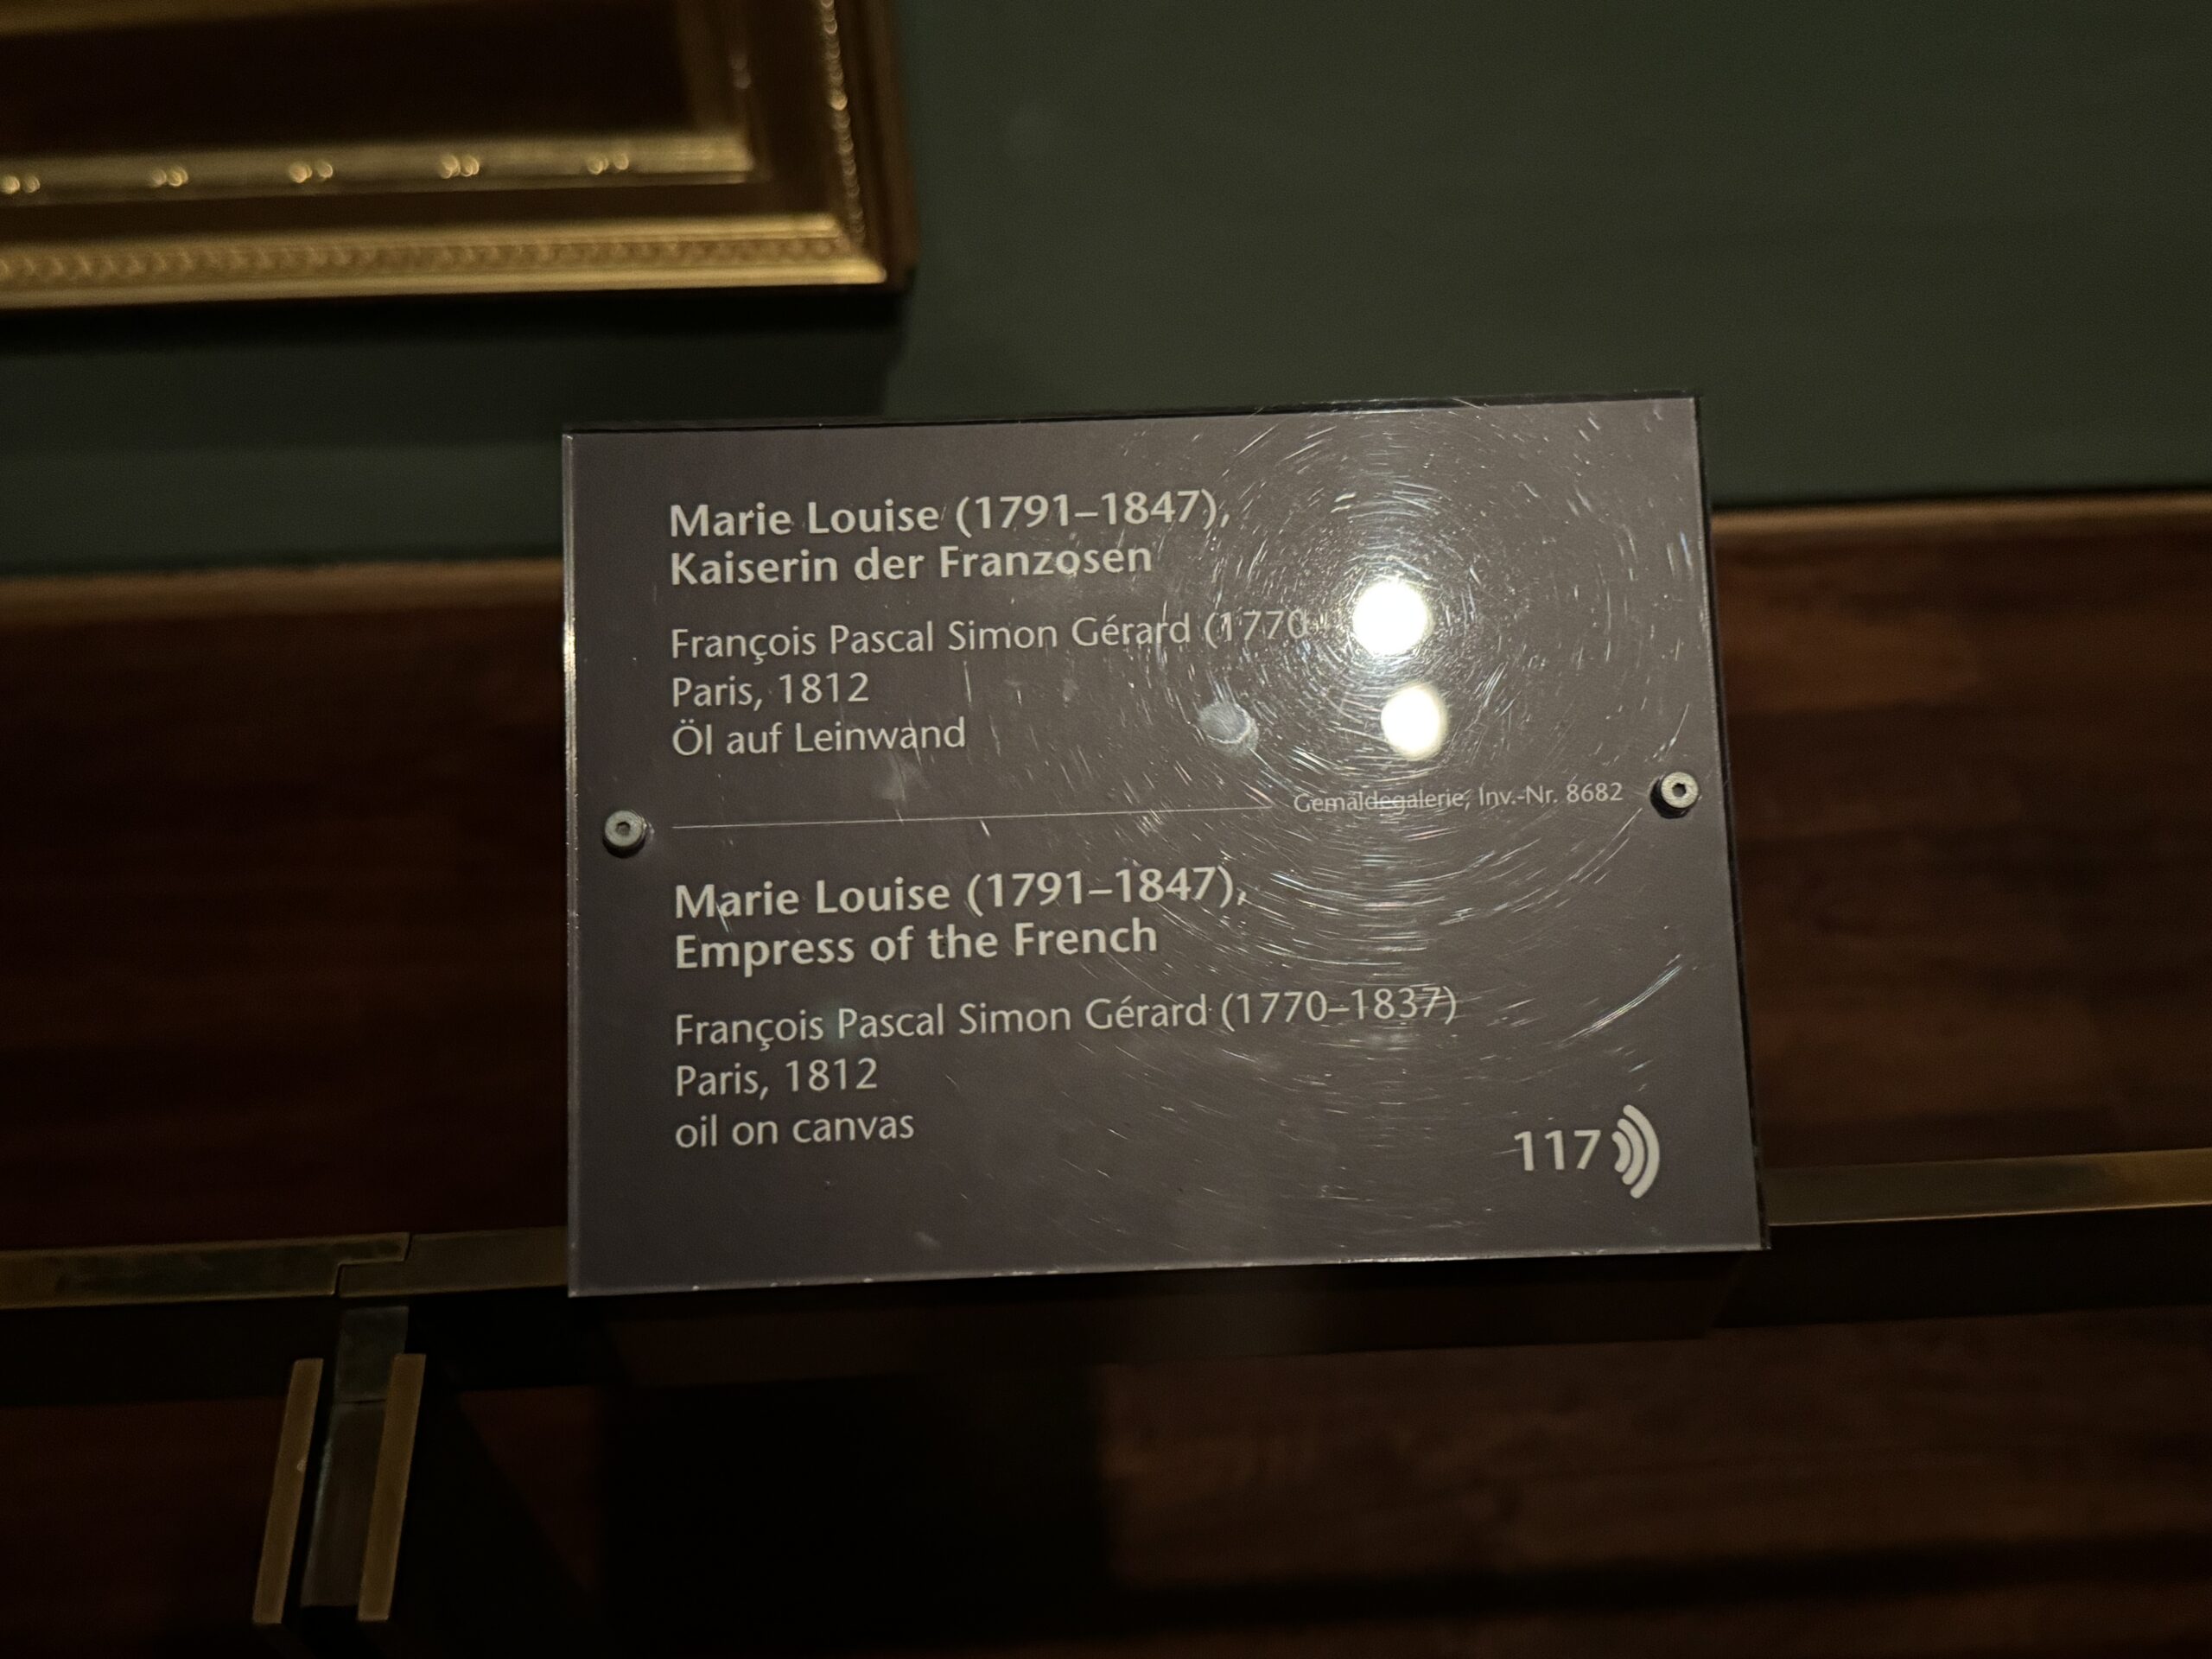 Marie Louise (1791–1847),
Kaiserin der Franzosen
François Pascal Simon Gérard (1770
Paris, 1812
Öl auf Leinwand
Gemäldegalerie, Inv.-Nr. 8682
Marie Louise (1791–1847),
Empress of the French
François Pascal Simon Gérard (1770–1837)
Paris, 1812
oil on canvas
117